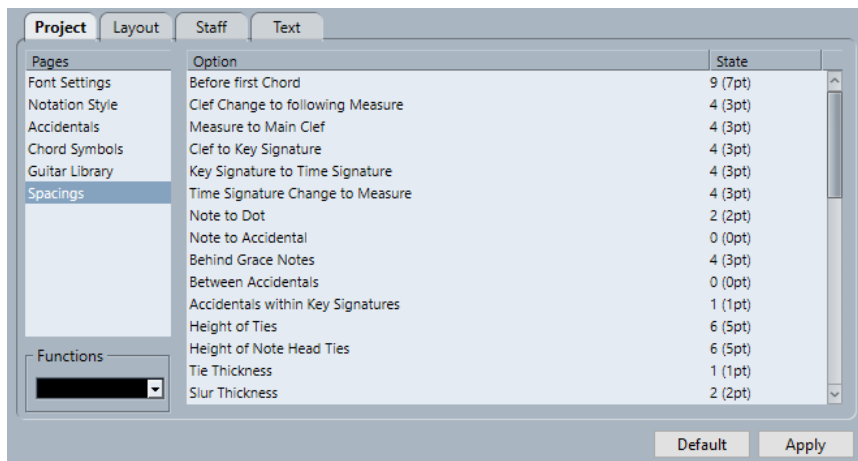 Project Layout Staff Text
Pages
Font Settings
Notation Style
Accidentals
Chord Symbols
Guitar Library
Spacings
Functions
Option State
Before first Chord 9 (7pt)
Clef Change to following Measure 4 (3pt)
Measure to Main Clef 4 (3pt)
Clef to Key Signature 4 (3pt)
Key Signature to Time Signature 4 (3pt)
Time Signature Change to Measure 4 (3pt)
Note to Dot 2 (2pt)
Note to Accidental 0 (0pt)
Behind Grace Notes 4 (3pt)
Between Accidentals 0 (0pt)
Accidentals within Key Signatures 1 (1pt)
Height of Ties 6 (5pt)
Height of Note Head Ties 6 (5pt)
Tie Thickness 1 (1pt)
Slur Thickness 2 (2pt)
Default Apply